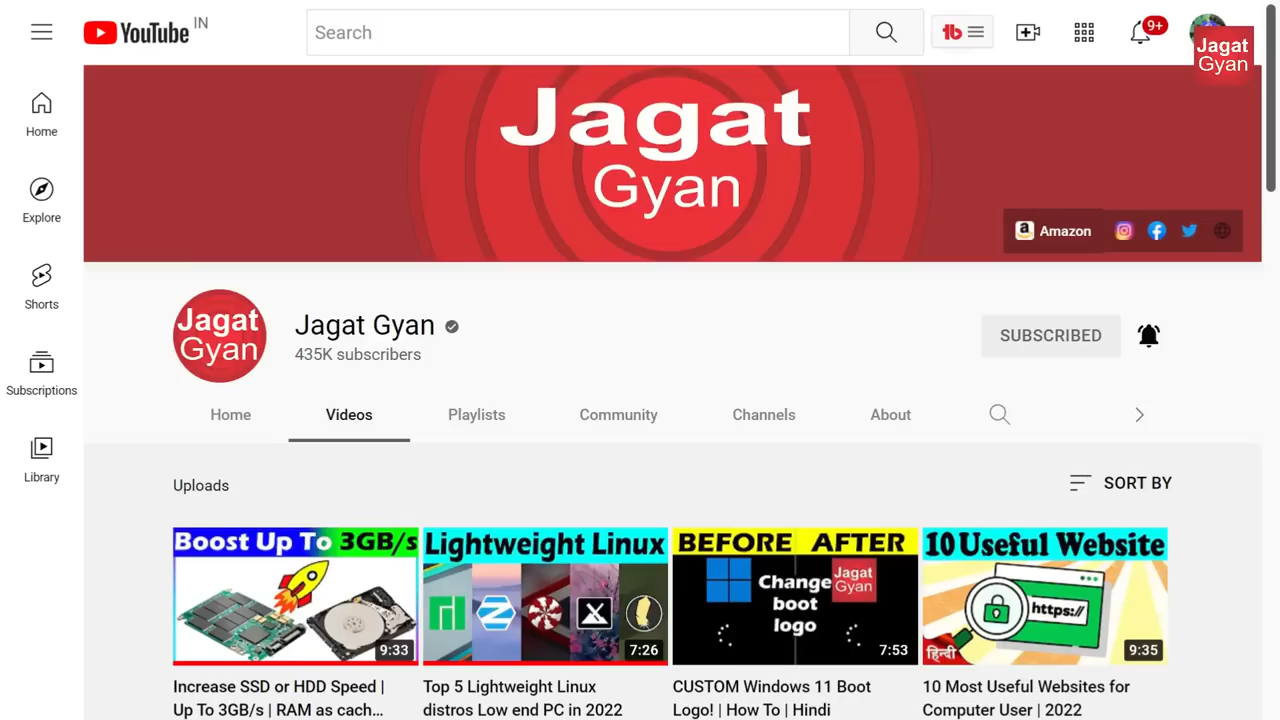 YouTube IN
Search
9+
Jagat
Gyan
Home
Explore
Shorts
Subscriptions
Library
Jagat
Gyan
Amazon
Jagat
Gyan
Jagat Gyan
435K subscribers
SUBSCRIBED
Home Videos Playlists Community Channels About
Uploads
SORT BY
Boost Up To 3GB/s
9:33
Increase SSD or HDD Speed |
Up To 3GB/s | RAM as cach...
Lightweight Linux
7:26
Top 5 Lightweight Linux
distros Low end PC in 2022
BEFORE AFTER
Change
boot
logo
Jagat
Gyan
7:53
CUSTOM Windows 11 Boot
Logo! | How To | Hindi
10 Useful Website
https://
हिन्दी
9:35
10 Most Useful Websites for
Computer User | 2022